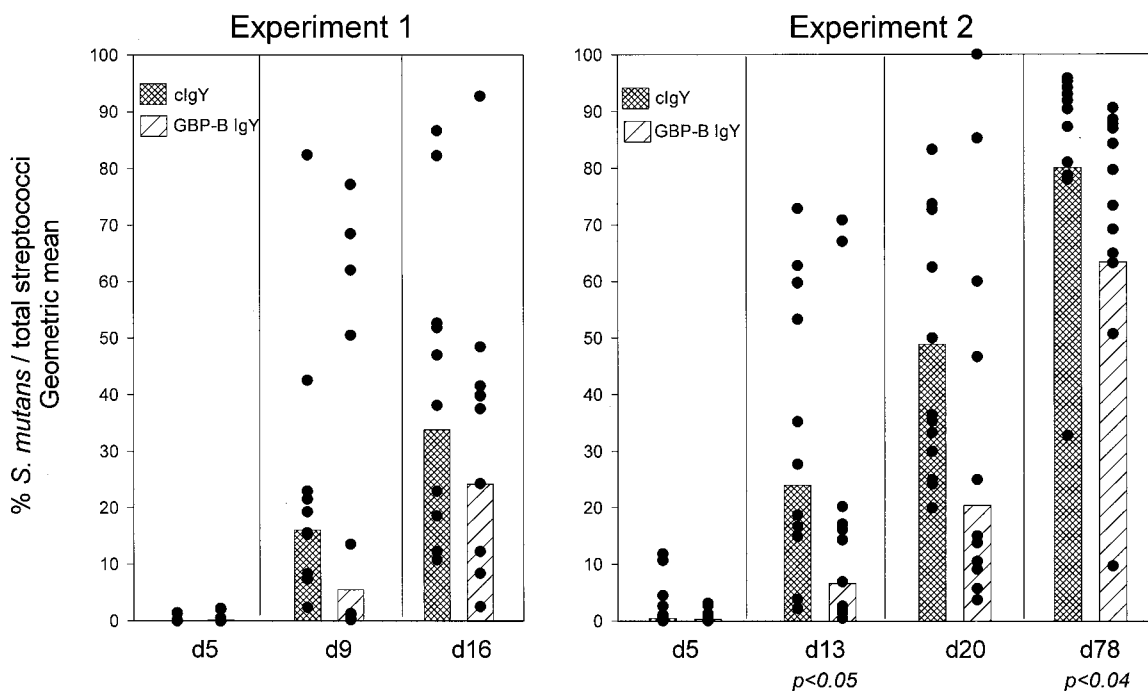 Experiment 1
Experiment 2
% S. mutans / total streptococci
Geometric mean
100
90
80
70
60
50
40
30
20
10
0
cIgY
GBP-B IgY
d5 d9 d16
100
90
80
70
60
50
40
30
20
10
0
cIgY
GBP-B IgY
d5 d13 d20 d78
p<0.05 p<0.04